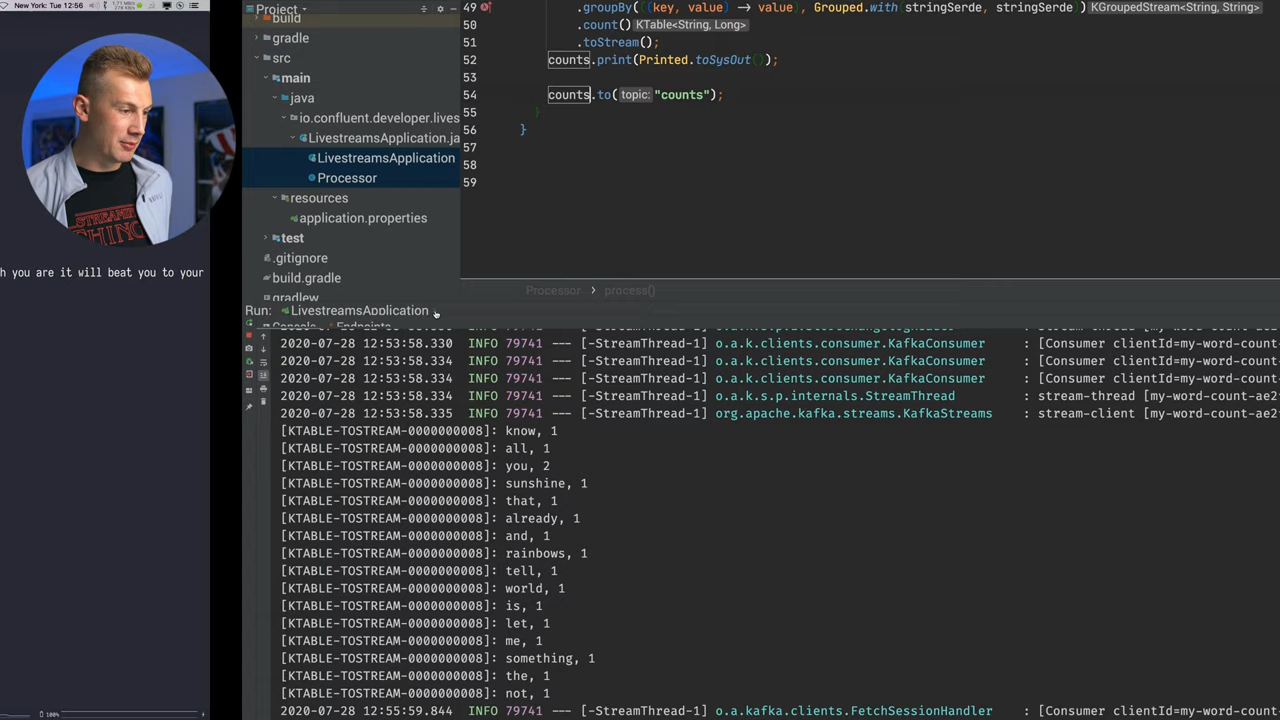 New York: Tue 12:56
1.71 MB/s
278 KB/s
STREAMING
h you are it will beat you to your
100%
Project
build
gradle
src
main
java
io.confluent.developer.lives
LivestreamsApplication.ja
LivestreamsApplication
Processor
resources
application.properties
test
.gitignore
build.gradle
gradlew
49 .groupBy((key, value) → value), Grouped.with(stringSerde, stringSerde)) KGroupedStream<String, String>
50 .count() KTable<String, Long>
51 .toStream();
52 counts.print(Printed.toSysOut());
53
54 counts.to( topic: "counts");
55 }
56 }
57
58
59
Processor > process()
Run: LivestreamsApplication
Console Endpoints
2020-07-28 12:53:58.330 INFO 79741 --- [-StreamThread-1] o.a.k.clients.consumer.KafkaConsumer : [Consumer clientId=my-word-count
2020-07-28 12:53:58.334 INFO 79741 --- [-StreamThread-1] o.a.k.clients.consumer.KafkaConsumer : [Consumer clientId=my-word-count
2020-07-28 12:53:58.334 INFO 79741 --- [-StreamThread-1] o.a.k.clients.consumer.KafkaConsumer : [Consumer clientId=my-word-count
2020-07-28 12:53:58.334 INFO 79741 --- [-StreamThread-1] o.a.k.s.p.internals.StreamThread : stream-thread [my-word-count-ae2
2020-07-28 12:53:58.335 INFO 79741 --- [-StreamThread-1] org.apache.kafka.streams.KafkaStreams : stream-client [my-word-count-ae2
[KTABLE-TOSTREAM-0000000008]: know, 1
[KTABLE-TOSTREAM-0000000008]: all, 1
[KTABLE-TOSTREAM-0000000008]: you, 2
[KTABLE-TOSTREAM-0000000008]: sunshine, 1
[KTABLE-TOSTREAM-0000000008]: that, 1
[KTABLE-TOSTREAM-0000000008]: already, 1
[KTABLE-TOSTREAM-0000000008]: and, 1
[KTABLE-TOSTREAM-0000000008]: rainbows, 1
[KTABLE-TOSTREAM-0000000008]: tell, 1
[KTABLE-TOSTREAM-0000000008]: world, 1
[KTABLE-TOSTREAM-0000000008]: is, 1
[KTABLE-TOSTREAM-0000000008]: let, 1
[KTABLE-TOSTREAM-0000000008]: me, 1
[KTABLE-TOSTREAM-0000000008]: something, 1
[KTABLE-TOSTREAM-0000000008]: the, 1
[KTABLE-TOSTREAM-0000000008]: not, 1
2020-07-28 12:55:59.844 INFO 79741 --- [-StreamThread-1] o.a.kafka.clients.FetchSessionHandler : [Consumer clientId=my-word-count